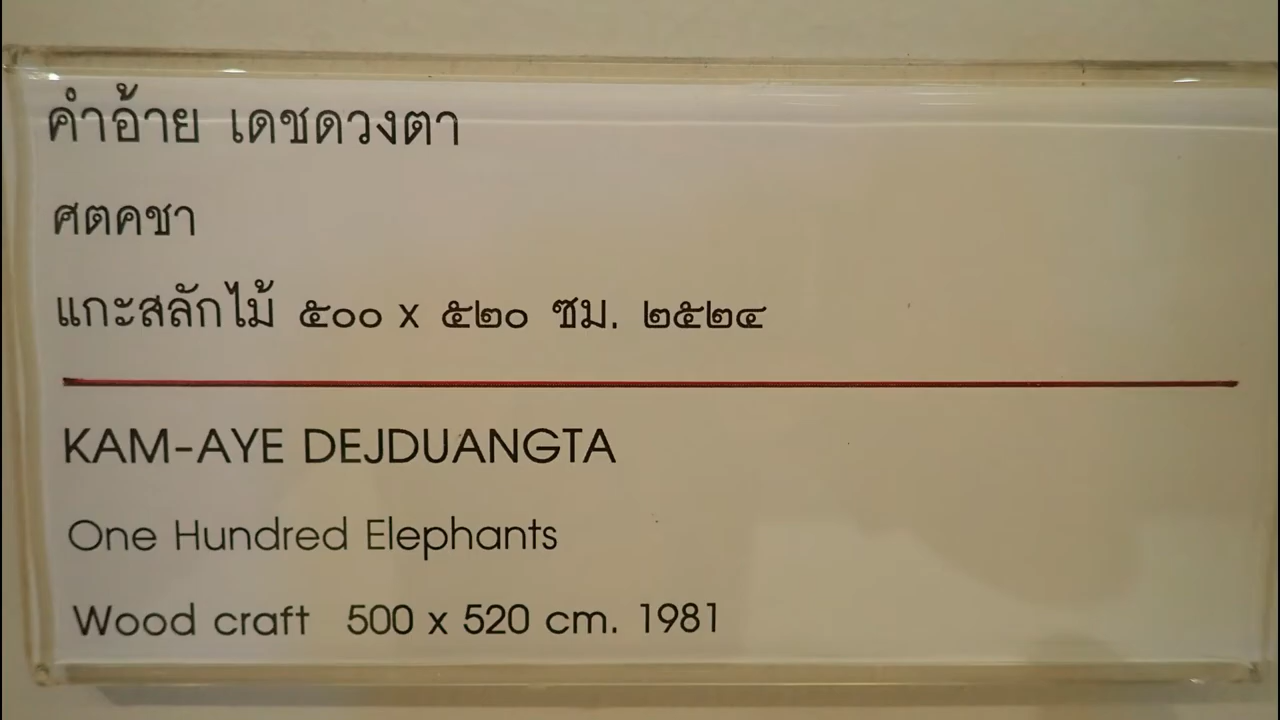 คำอ้าย เดชดวงตา
ศตคชา
แกะสลักไม้ ๕๐๐ x ๕๒๐ ซม. ๒๕๒๔
KAM-AYE DEJDUANGTA
One Hundred Elephants
Wood craft 500 x 520 cm. 1981